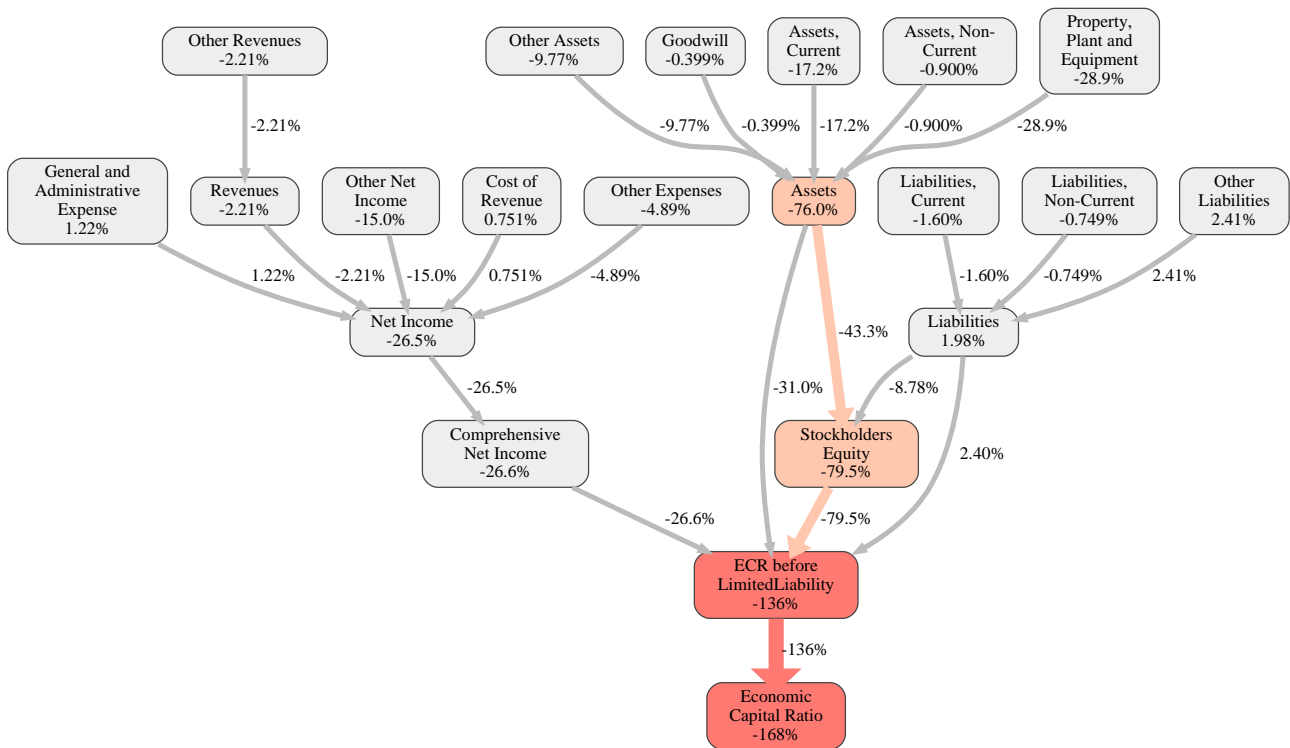 Other Revenues
-2.21%
Other Assets
-9.77%
Goodwill
-0.399%
Assets,
Current
-17.2%
Assets, Non-
Current
-0.900%
Property,
Plant and
Equipment
-28.9%
-2.21%
-9.77%
-0.399%
-17.2%
-0.900%
-28.9%
General and
Administrative
Expense
1.22%
Revenues
-2.21%
Other Net
Income
-15.0%
Cost of
Revenue
0.751%
Other Expenses
-4.89%
Assets
-76.0%
Liabilities,
Current
-1.60%
Liabilities,
Non-Current
-0.749%
Other
Liabilities
2.41%
1.22%
-2.21%
-15.0%
0.751%
-4.89%
-1.60%
-0.749%
2.41%
Net Income
-26.5%
-43.3%
Liabilities
1.98%
-26.5%
-31.0%
-8.78%
Comprehensive
Net Income
-26.6%
Stockholders
Equity
-79.5%
2.40%
-26.6%
-79.5%
ECR before
LimitedLiability
-136%
-136%
Economic
Capital Ratio
-168%